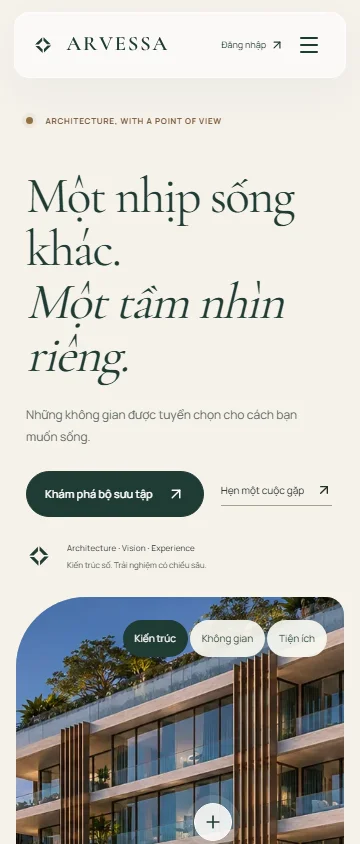 ARVESSA
Đăng nhập
ARCHITECTURE, WITH A POINT OF VIEW
Một nhịp sống
khác.
Một tầm nhìn
riêng.
Những không gian được tuyển chọn cho cách bạn
muốn sống.
Khám phá bộ sưu tập
Hẹn một cuộc gặp
Architecture · Vision · Experience
Kiến trúc số. Trải nghiệm có chiều sâu.
Kiến trúc
Không gian
Tiện ích